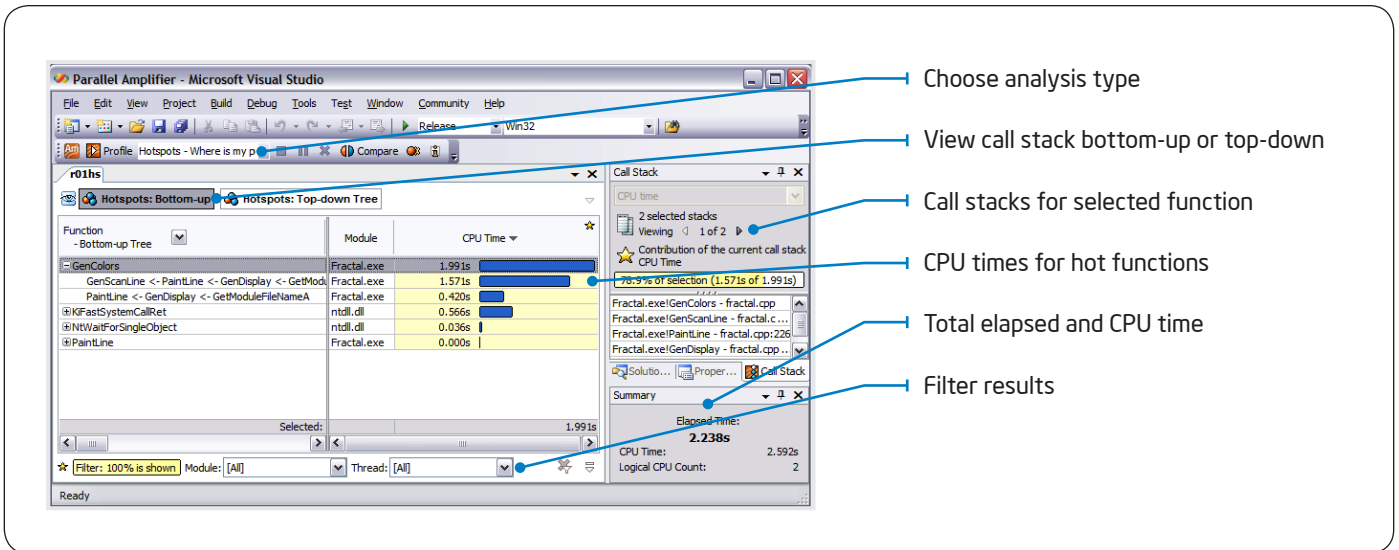 Parallel Amplifier - Microsoft Visual Studio
File Edit View Project Build Debug Tools Test Window Community Help
Release Win32
Am Profile Hotspots - Where is my p Compare
r01hs
Hotspots: Bottom-up Hotspots: Top-down Tree
Function
- Bottom-up Tree
Module CPU Time
GenColors Fractal.exe 1.991s
GenScanLine <- PaintLine <- GenDisplay <- GetModu Fractal.exe 1.571s
PaintLine <- GenDisplay <- GetModuleFileNameA Fractal.exe 0.420s
KiFastSystemCallRet ntdll.dll 0.566s
NtWaitForSingleObject ntdll.dll 0.036s
PaintLine Fractal.exe 0.000s
Selected: 1.991s
Filter: 100% is shown Module: [All] Thread: [All]
Ready
Call Stack
CPU time
2 selected stacks
Viewing 1 of 2
Contribution of the current call stack
CPU Time
78.9% of selection (1.571s of 1.991s)
Fractal.exe!GenColors - fractal.cpp
Fractal.exe!GenScanLine - fractal.c...
Fractal.exe!PaintLine - fractal.cpp:226
Fractal.exe!GenDisplay - fractal.cpp...
Solutio... Proper... Call Stack
Summary
Elapsed Time:
2.238s
CPU Time: 2.592s
Logical CPU Count: 2
Choose analysis type
View call stack bottom-up or top-down
Call stacks for selected function
CPU times for hot functions
Total elapsed and CPU time
Filter results